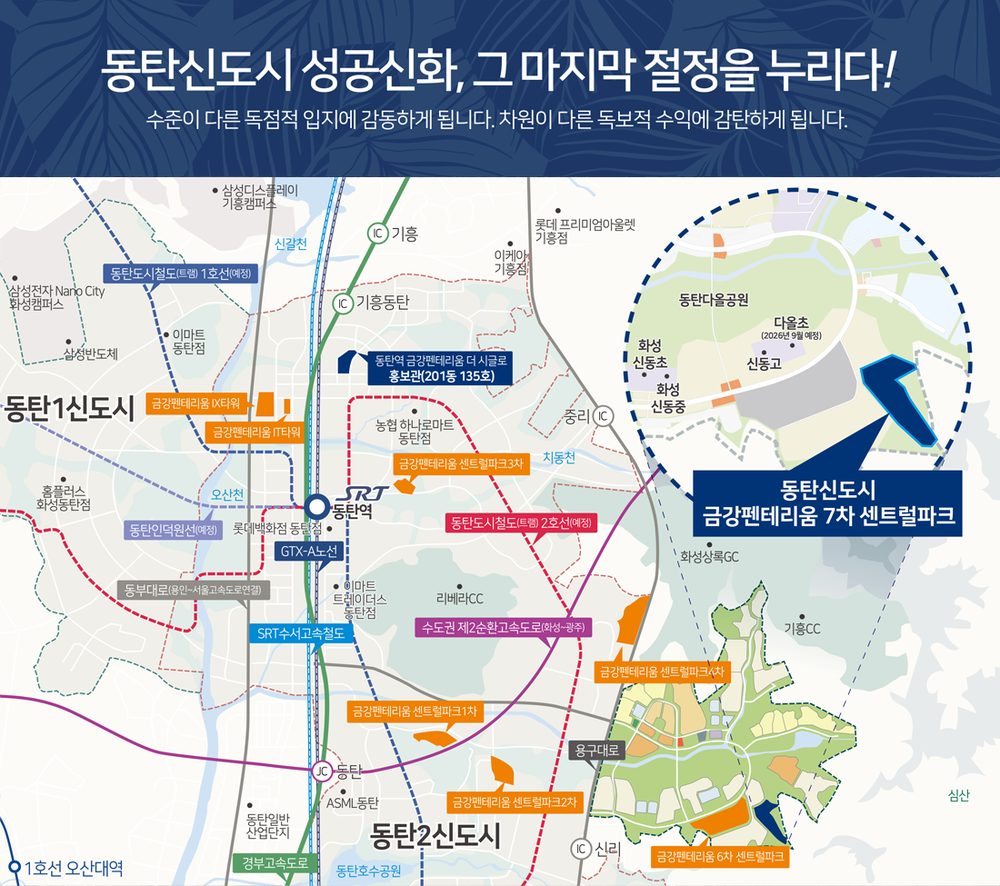 동탄신도시 성공신화, 그 마지막 절정을 누리다!
수준이 다른 독점적 입지에 감동하게 됩니다. 차원이 다른 독보적 수익에 감탄하게 됩니다.
삼성디스플레이
기흥캠퍼스
신갈천
IC 기흥
롯데 프리미엄아울렛
기흥점
이케아
기흥점
동탄도시철도(트램) 1호선(예정)
삼성전자 Nano City
화성캠퍼스
IC 기흥동탄
이마트
동탄점
삼성반도체
동탄다올공원
다올초
(2026년 9월 예정)
화성
신동초
신동고
화성
신동중
동탄역 금강펜테리움 더 시글로
홍보관(201동 135호)
동탄1신도시
금강펜테리움 IX타워
금강펜테리움 IT타워
농협 하나로마트
동탄점
중리 IC
치동천
금강펜테리움 센트럴파크3차
홈플러스
화성동탄점
오산천
SRT
동탄역
동탄신도시
금강펜테리움 7차 센트럴파크
동탄인덕원선(예정)
롯데백화점 동탄점
동탄도시철도(트램) 2호선(예정)
GTX-A노선
화성상록GC
동부대로(용인~서울고속도로연결)
이마트
트레이더스
동탄점
리베라CC
SRT수서고속철도
수도권 제2순환고속도로(화성~광주)
기흥CC
금강펜테리움 센트럴파크4차
금강펜테리움 센트럴파크1차
용구대로
JC 동탄
ASML동탄
금강펜테리움 센트럴파크2차
심산
동탄일반
산업단지
동탄2신도시
IC 신리
금강펜테리움 6차 센트럴파크
경부고속도로
동탄호수공원
1호선 오산대역